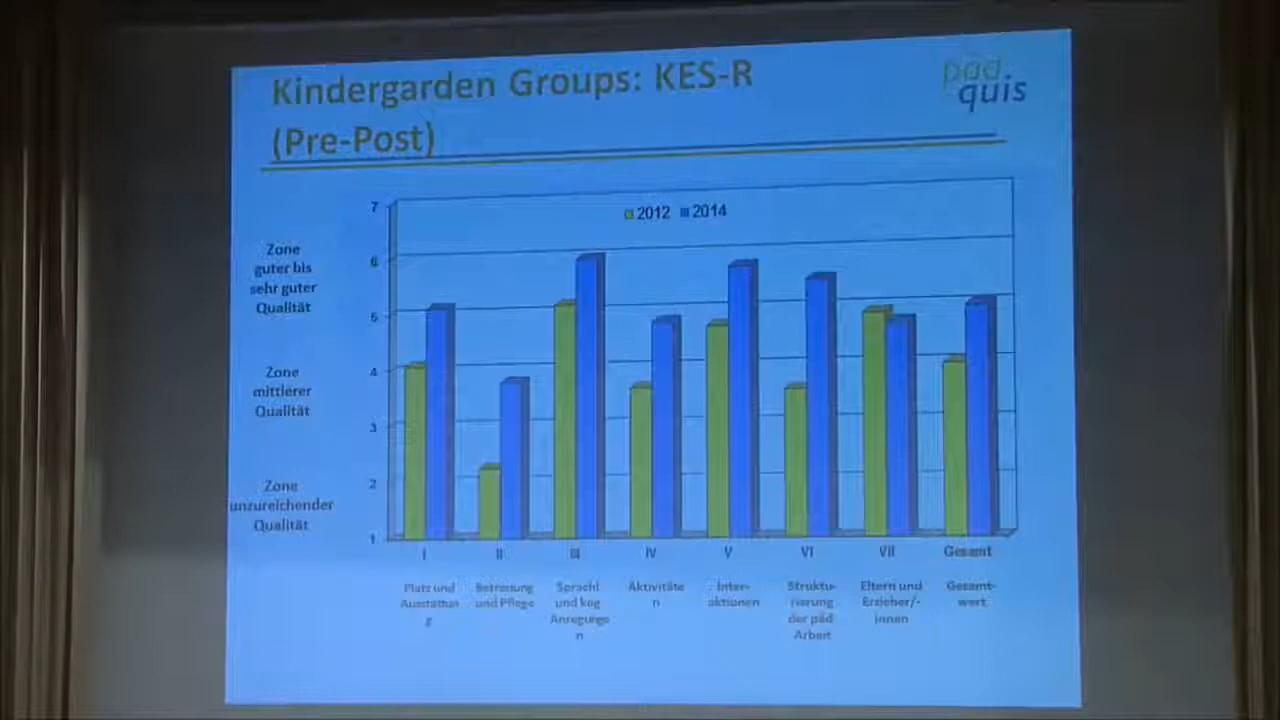 Kindergarden Groups: KES-R
(Pre-Post)
päd
quis
2012 2014
7
6
5
4
3
2
1
Zone
guter bis
sehr guter
Qualität
Zone
mittlerer
Qualität
Zone
unzureichender
Qualität
I II III IV V VI VII Gesamt
Platz und
Ausstattun
g
Betreuung
und Pflege
Sprachl
und kog
Anregunge
n
Aktivitäte
n
Inter-
aktionen
Struktu-
rierung
der päd
Arbeit
Eltern und
Erzieher/-
innen
Gesamt-
wert